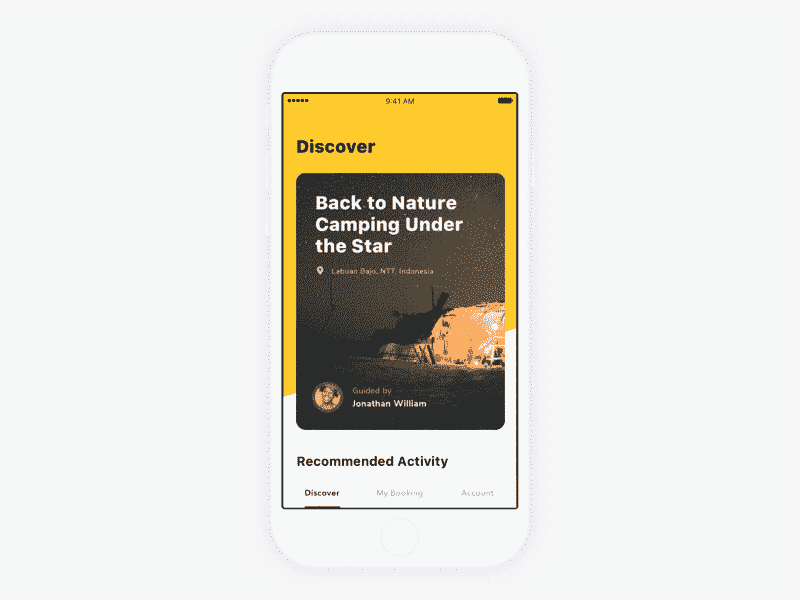 9:41 AM
Discover
Back to Nature
Camping Under
the Star
Labuan Bajo, NTT, Indonesia
Guided by
Jonathan William
Recommended Activity
Discover
My Booking
Account